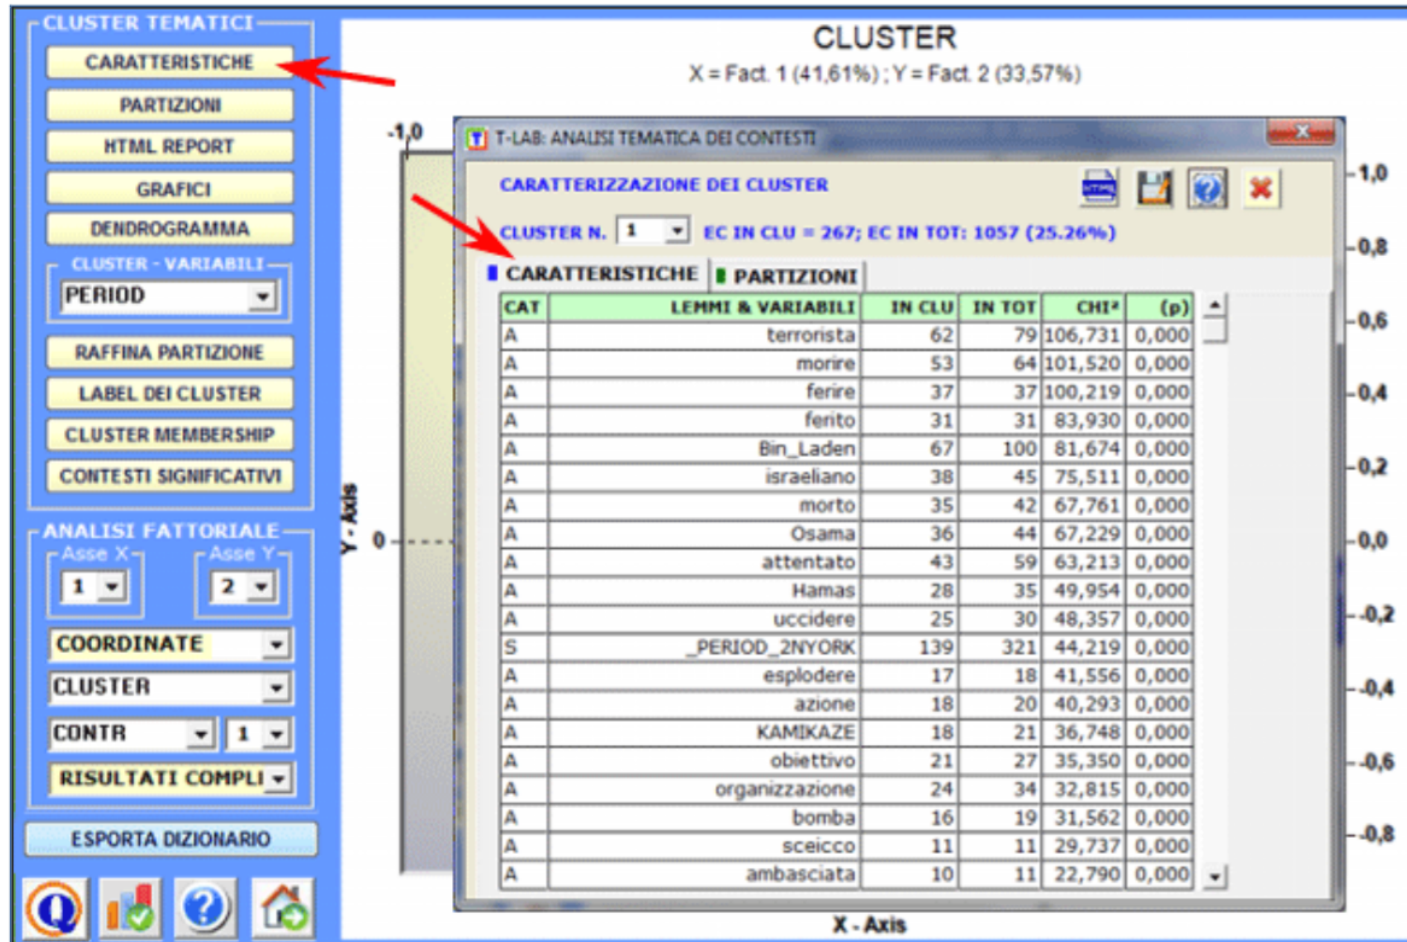 CLUSTER TEMATICI
CARATTERISTICHE
PARTIZIONI
HTML REPORT
GRAFICI
DENDROGRAMMA
CLUSTER - VARIABILI
PERIOD
RAFFINA PARTIZIONE
LABEL DEI CLUSTER
CLUSTER MEMBERSHIP
CONTESTI SIGNIFICATIVI
ANALISI FATTORIALE
Asse X Asse Y
1 2
COORDINATE
CLUSTER
CONTR 1
RISULTATI COMPLI
ESPORTA DIZIONARIO
CLUSTER
X = Fact. 1 (41,61%) ; Y = Fact. 2 (33,57%)
-1,0
Y - Axis
0
T-LAB: ANALISI TEMATICA DEI CONTESTI
CARATTERIZZAZIONE DEI CLUSTER
CLUSTER N. 1 EC IN CLU = 267; EC IN TOT: 1057 (25.26%)
CARATTERISTICHE PARTIZIONI
CAT LEMMI & VARIABILI IN CLU IN TOT CHI² (p)
A terrorista 62 79 106,731 0,000
A morire 53 64 101,520 0,000
A ferire 37 37 100,219 0,000
A ferito 31 31 83,930 0,000
A Bin_Laden 67 100 81,674 0,000
A israeliano 38 45 75,511 0,000
A morto 35 42 67,761 0,000
A Osama 36 44 67,229 0,000
A attentato 43 59 63,213 0,000
A Hamas 28 35 49,954 0,000
A uccidere 25 30 48,357 0,000
S _PERIOD_2NYORK 139 321 44,219 0,000
A esplodere 17 18 41,556 0,000
A azione 18 20 40,293 0,000
A KAMIKAZE 18 21 36,748 0,000
A obiettivo 21 27 35,350 0,000
A organizzazione 24 34 32,815 0,000
A bomba 16 19 31,562 0,000
A sceicco 11 11 29,737 0,000
A ambasciata 10 11 22,790 0,000
1,0
0,8
0,6
0,4
0,2
0,0
-0,2
-0,4
-0,6
-0,8
X - Axis